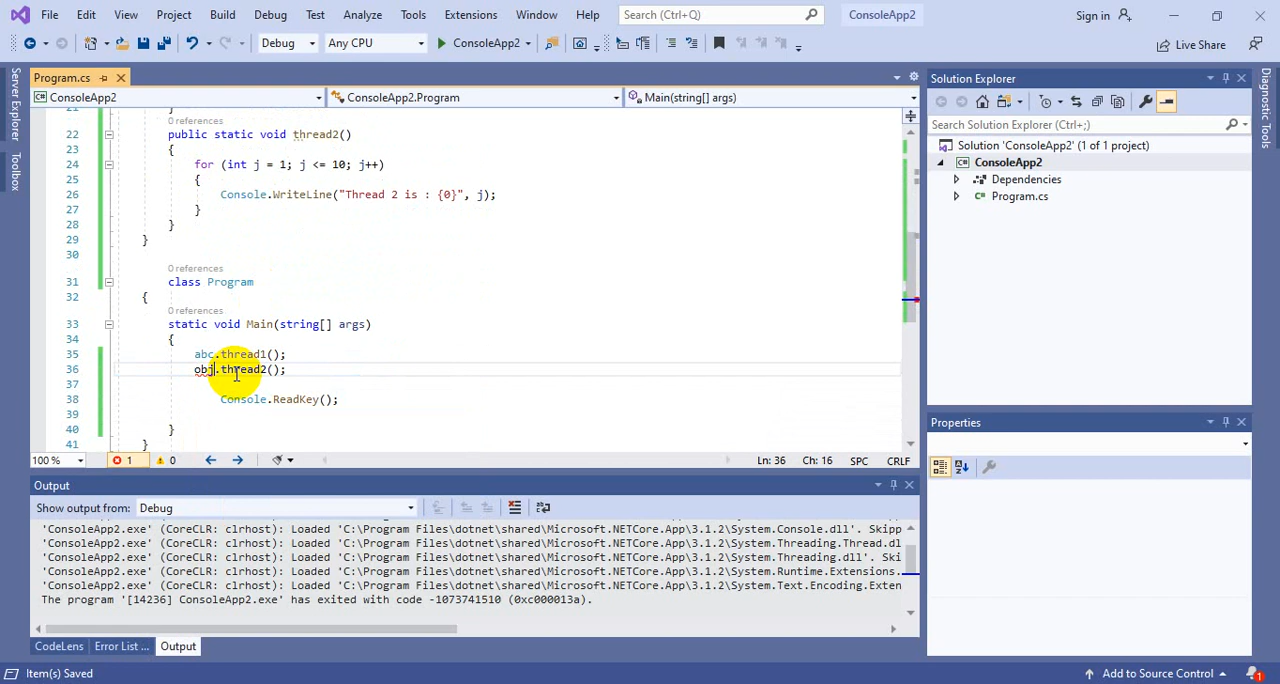 File Edit View Project Build Debug Test Analyze Tools Extensions Window Help Search (Ctrl+Q) ConsoleApp2 Sign in
Debug Any CPU ConsoleApp2 Live Share
Server Explorer
Toolbox
Program.cs
ConsoleApp2 ConsoleApp2.Program Main(string[] args)
21 }
0 references
22 public static void thread2()
23 {
24 for (int j = 1; j <= 10; j++)
25 {
26 Console.WriteLine("Thread 2 is : {0}", j);
27 }
28 }
29 }
30
0 references
31 class Program
32 {
0 references
33 static void Main(string[] args)
34 {
35 abc.thread1();
36 obj.thread2();
37
38 Console.ReadKey();
39
40 }
41 }
100 % 1 0 Ln: 36 Ch: 16 SPC CRLF
Output
Show output from: Debug
'ConsoleApp2.exe' (CoreCLR: clrhost): Loaded 'C:\Program Files\dotnet\shared\Microsoft.NETCore.App\3.1.2\System.Console.dll'. Skipp
'ConsoleApp2.exe' (CoreCLR: clrhost): Loaded 'C:\Program Files\dotnet\shared\Microsoft.NETCore.App\3.1.2\System.Threading.Thread.dl
'ConsoleApp2.exe' (CoreCLR: clrhost): Loaded 'C:\Program Files\dotnet\shared\Microsoft.NETCore.App\3.1.2\System.Threading.dll'. Ski
'ConsoleApp2.exe' (CoreCLR: clrhost): Loaded 'C:\Program Files\dotnet\shared\Microsoft.NETCore.App\3.1.2\System.Runtime.Extensions.
'ConsoleApp2.exe' (CoreCLR: clrhost): Loaded 'C:\Program Files\dotnet\shared\Microsoft.NETCore.App\3.1.2\System.Text.Encoding.Exten
The program '[14236] ConsoleApp2.exe' has exited with code -1073741510 (0xc000013a).
CodeLens Error List ... Output
Solution Explorer
Search Solution Explorer (Ctrl+;)
Solution 'ConsoleApp2' (1 of 1 project)
ConsoleApp2
Dependencies
Program.cs
Properties
Diagnostic Tools
Item(s) Saved Add to Source Control 1